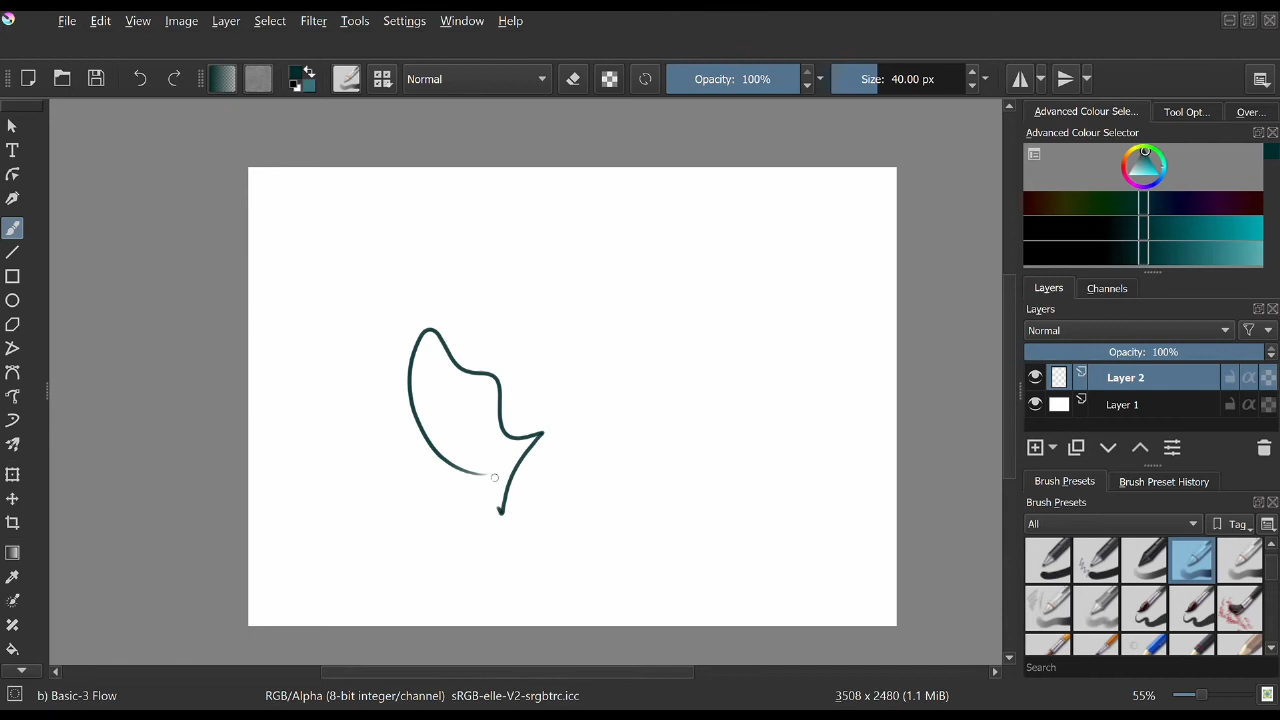 File Edit View Image Layer Select Filter Tools Settings Window Help
Normal Opacity: 100% Size: 40.00 px
Advanced Colour Sele... Tool Opt... Over...
Advanced Colour Selector
Layers Channels
Layers
Normal
Opacity: 100%
Layer 2
Layer 1
Brush Presets Brush Preset History
Brush Presets
All Tag
Search
b) Basic-3 Flow RGB/Alpha (8-bit integer/channel) sRGB-elle-V2-srgbtrc.icc 3508 x 2480 (1.1 MiB) 55%